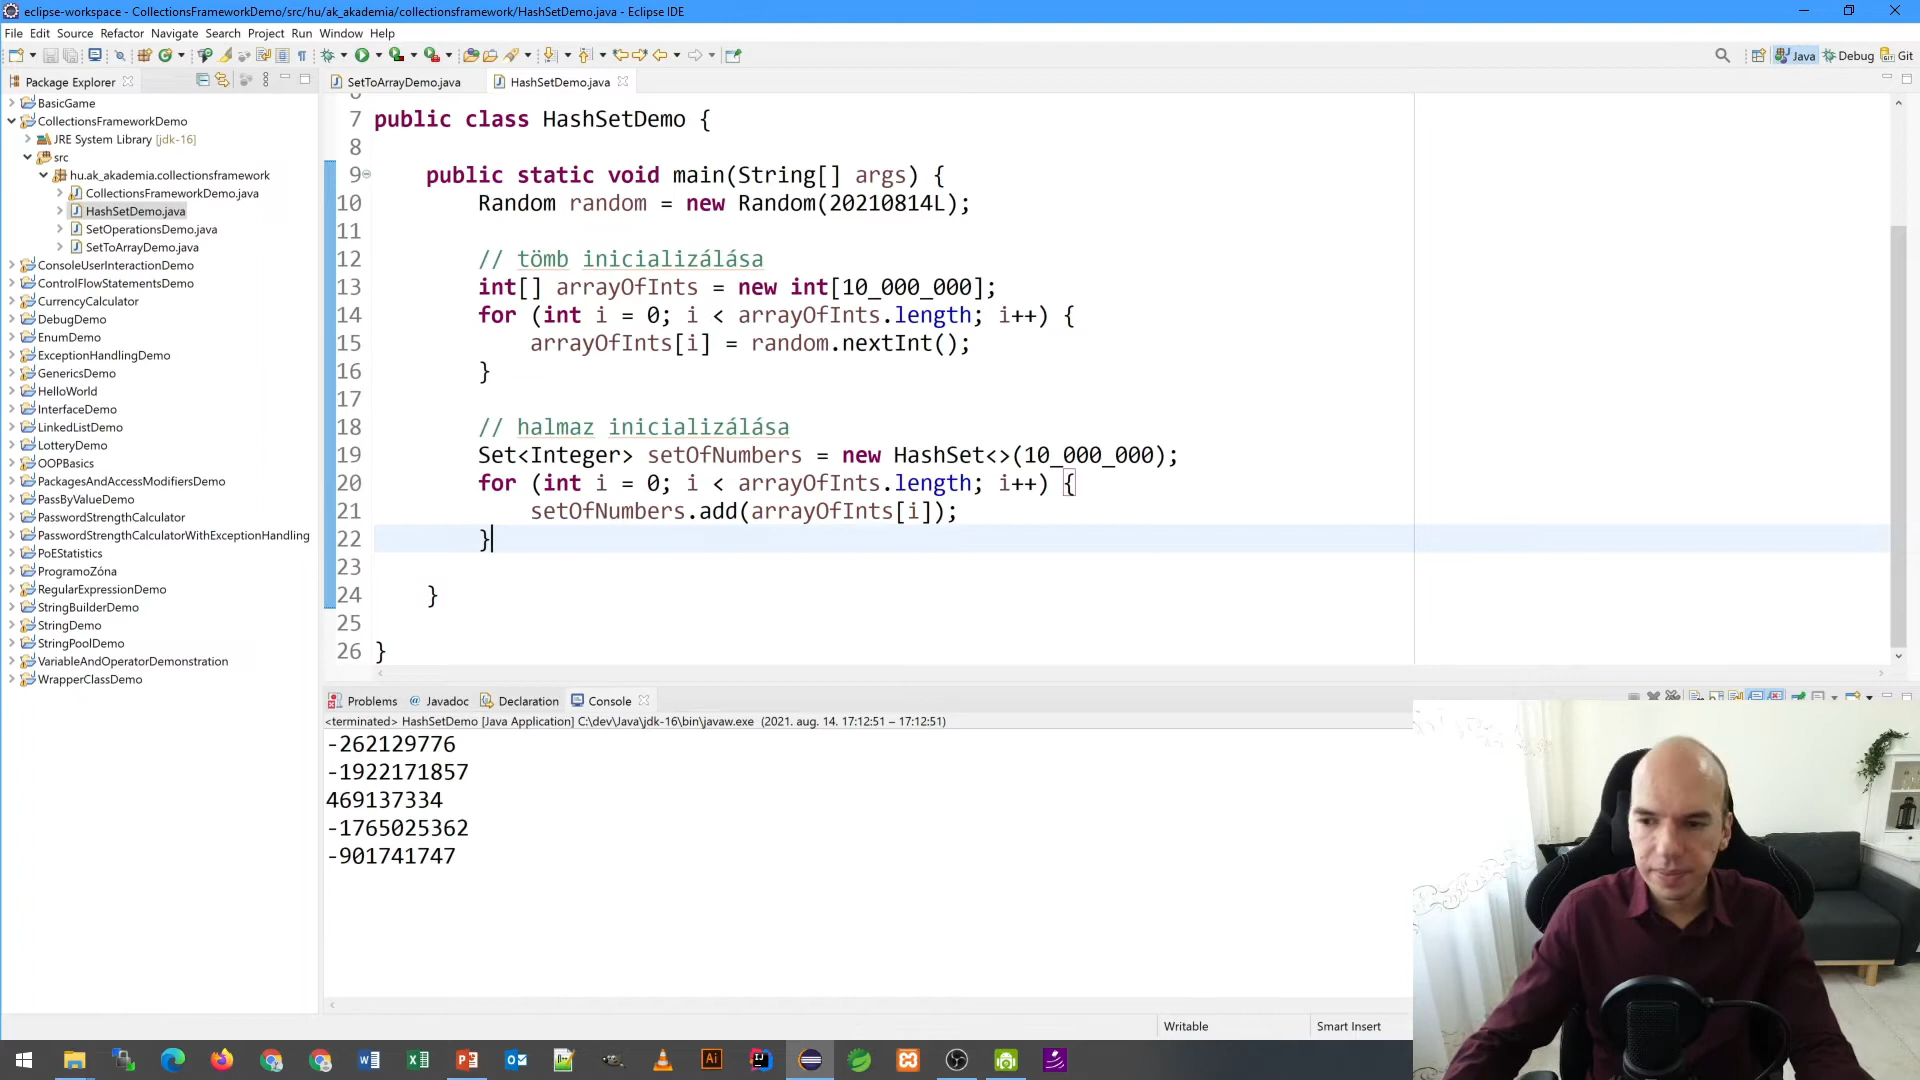 eclipse-workspace - CollectionsFrameworkDemo/src/hu/ak_akademia/collectionsframework/HashSetDemo.java - Eclipse IDE
File Edit Source Refactor Navigate Search Project Run Window Help
Java Debug Git
Package Explorer
SetToArrayDemo.java
HashSetDemo.java
BasicGame
CollectionsFrameworkDemo
JRE System Library [jdk-16]
src
hu.ak_akademia.collectionsframework
CollectionsFrameworkDemo.java
HashSetDemo.java
SetOperationsDemo.java
SetToArrayDemo.java
ConsoleUserInteractionDemo
ControlFlowStatementsDemo
CurrencyCalculator
DebugDemo
EnumDemo
ExceptionHandlingDemo
GenericsDemo
HelloWorld
InterfaceDemo
LinkedListDemo
LotteryDemo
OOPBasics
PackagesAndAccessModifiersDemo
PassByValueDemo
PasswordStrengthCalculator
PasswordStrengthCalculatorWithExceptionHandling
PoEStatistics
ProgramoZóna
RegularExpressionDemo
StringBuilderDemo
StringDemo
StringPoolDemo
VariableAndOperatorDemonstration
WrapperClassDemo
7 public class HashSetDemo {
8
9 public static void main(String[] args) {
10 Random random = new Random(20210814L);
11
12 // tömb inicializálása
13 int[] arrayOfInts = new int[10_000_000];
14 for (int i = 0; i < arrayOfInts.length; i++) {
15 arrayOfInts[i] = random.nextInt();
16 }
17
18 // halmaz inicializálása
19 Set<Integer> setOfNumbers = new HashSet<>(10_000_000);
20 for (int i = 0; i < arrayOfInts.length; i++) {
21 setOfNumbers.add(arrayOfInts[i]);
22 }
23
24 }
25
26 }
Problems Javadoc Declaration Console
<terminated> HashSetDemo [Java Application] C:\dev\Java\jdk-16\bin\javaw.exe (2021. aug. 14. 17:12:51 – 17:12:51)
-262129776
-1922171857
469137334
-1765025362
-901741747
Writable
Smart Insert